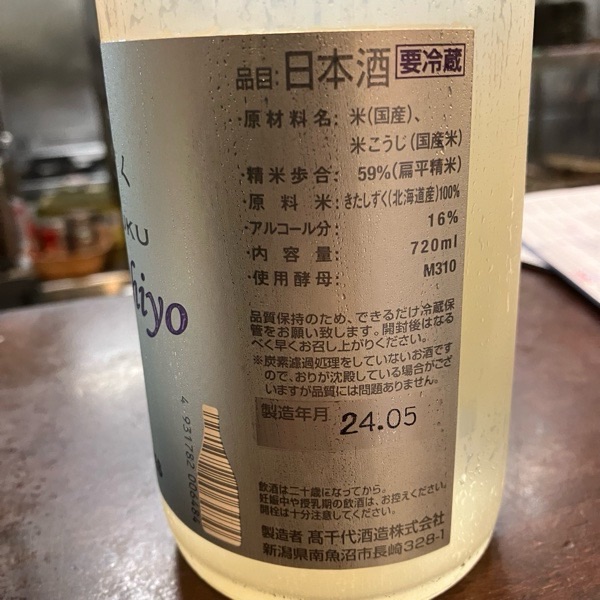 品目:日本酒 要冷蔵
・原材料名: 米(国産)、
米こうじ(国産米)
・精米歩合: 59%(扁平精米)
・原料米: きたしずく(北海道産)100%
・アルコール分: 16%
・内容量: 720ml
・使用酵母: M310
品質保持のため、できるだけ冷蔵保
管をお願い致します。開封後はなる
べく早くお召し上がりください。
※炭素濾過処理をしていないお酒です
ので、おりが沈殿している場合がござ
いますが品質には問題ありません。
製造年月 24.05
飲酒は二十歳になってから。
妊娠中や授乳期の飲酒は、お控えください。
開栓は十分注意してください。
製造者 髙千代酒造株式会社
新潟県南魚沼市長崎328-1
く
KU
hiyo
4 931782 006484